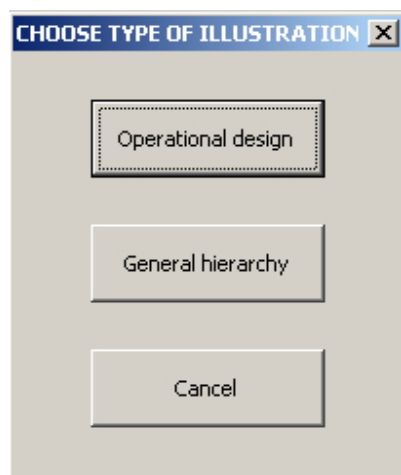 CHOOSE TYPE OF ILLUSTRATION
Operational design
General hierarchy
Cancel